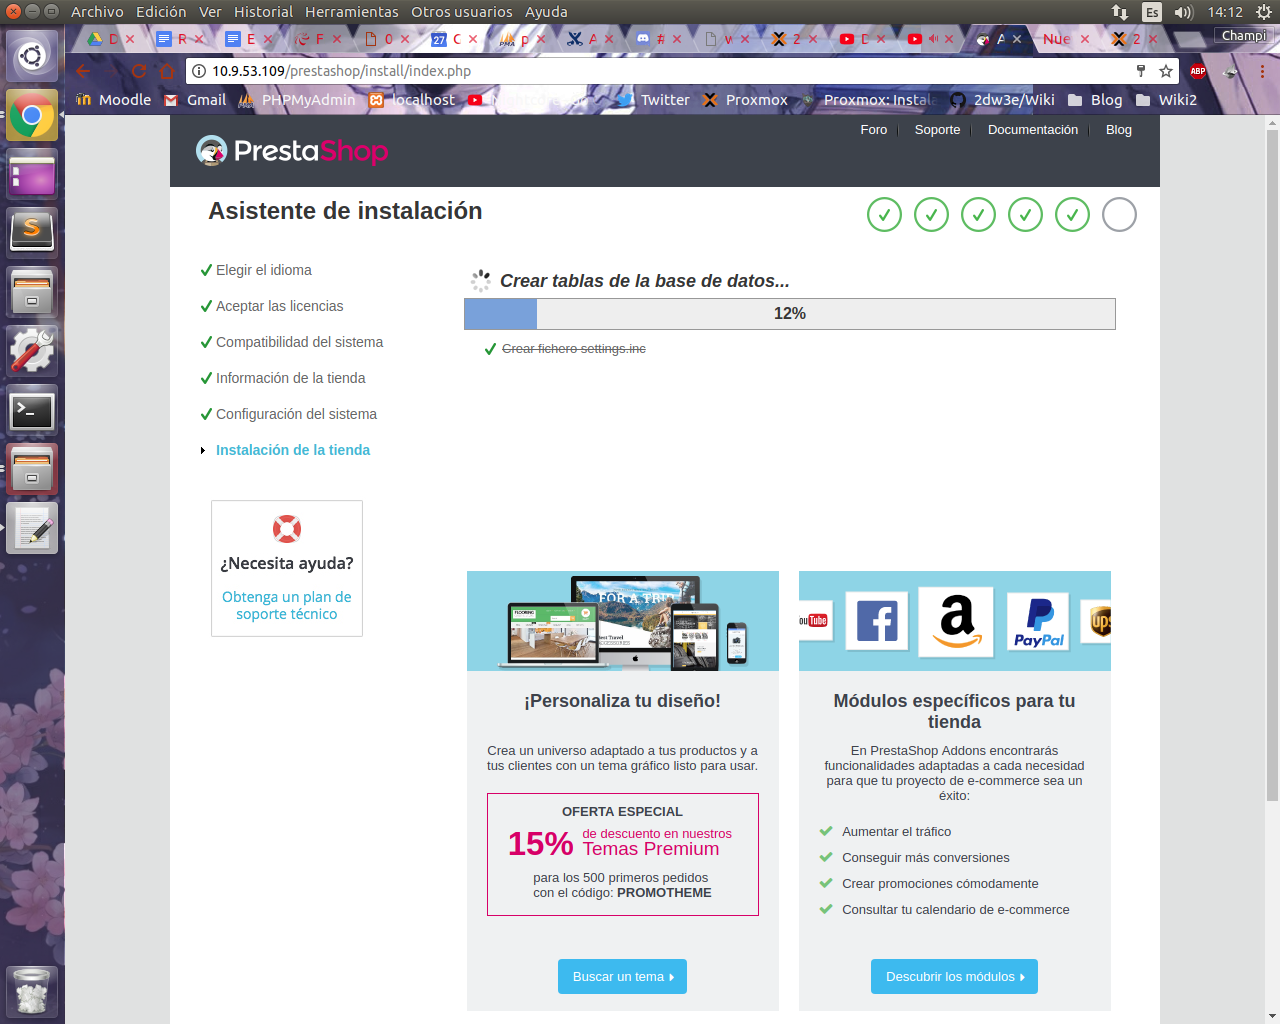 Archivo Edición Ver Historial Herramientas Otros usuarios Ayuda
Es 14:12
Champi
10.9.53.109/prestashop/install/index.php
ABP
Moodle Gmail PHPMyAdmin localhost Twitter Proxmox Proxmox: Instala 2dw3e/Wiki Blog Wiki2
Foro Soporte Documentación Blog
PrestaShop
Asistente de instalación
Elegir el idioma
Aceptar las licencias
Compatibilidad del sistema
Información de la tienda
Configuración del sistema
Instalación de la tienda
¿Necesita ayuda?
Obtenga un plan de
soporte técnico
Crear tablas de la base de datos...
12%
Crear fichero settings.inc
¡Personaliza tu diseño!
Crea un universo adaptado a tus productos y a
tus clientes con un tema gráfico listo para usar.
OFERTA ESPECIAL
15% de descuento en nuestros
Temas Premium
para los 500 primeros pedidos
con el código: PROMOTHEME
Buscar un tema
YouTube
PayPal
ups
Módulos específicos para tu
tienda
En PrestaShop Addons encontrarás
funcionalidades adaptadas a cada necesidad
para que tu proyecto de e-commerce sea un
éxito:
Aumentar el tráfico
Conseguir más conversiones
Crear promociones cómodamente
Consultar tu calendario de e-commerce
Descubrir los módulos